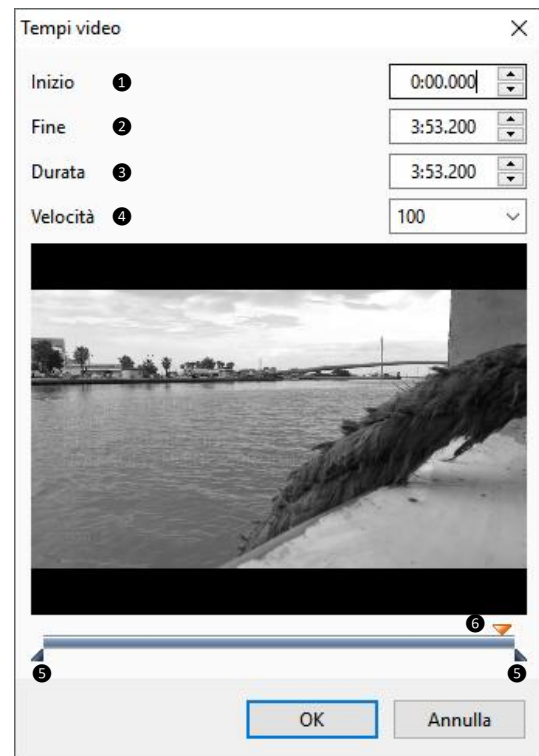 Tempi video
Inizio ❶ 0:00.000
Fine ❷ 3:53.200
Durata ❸ 3:53.200
Velocità ❹ 100
❻
❺ ❺
OK Annulla